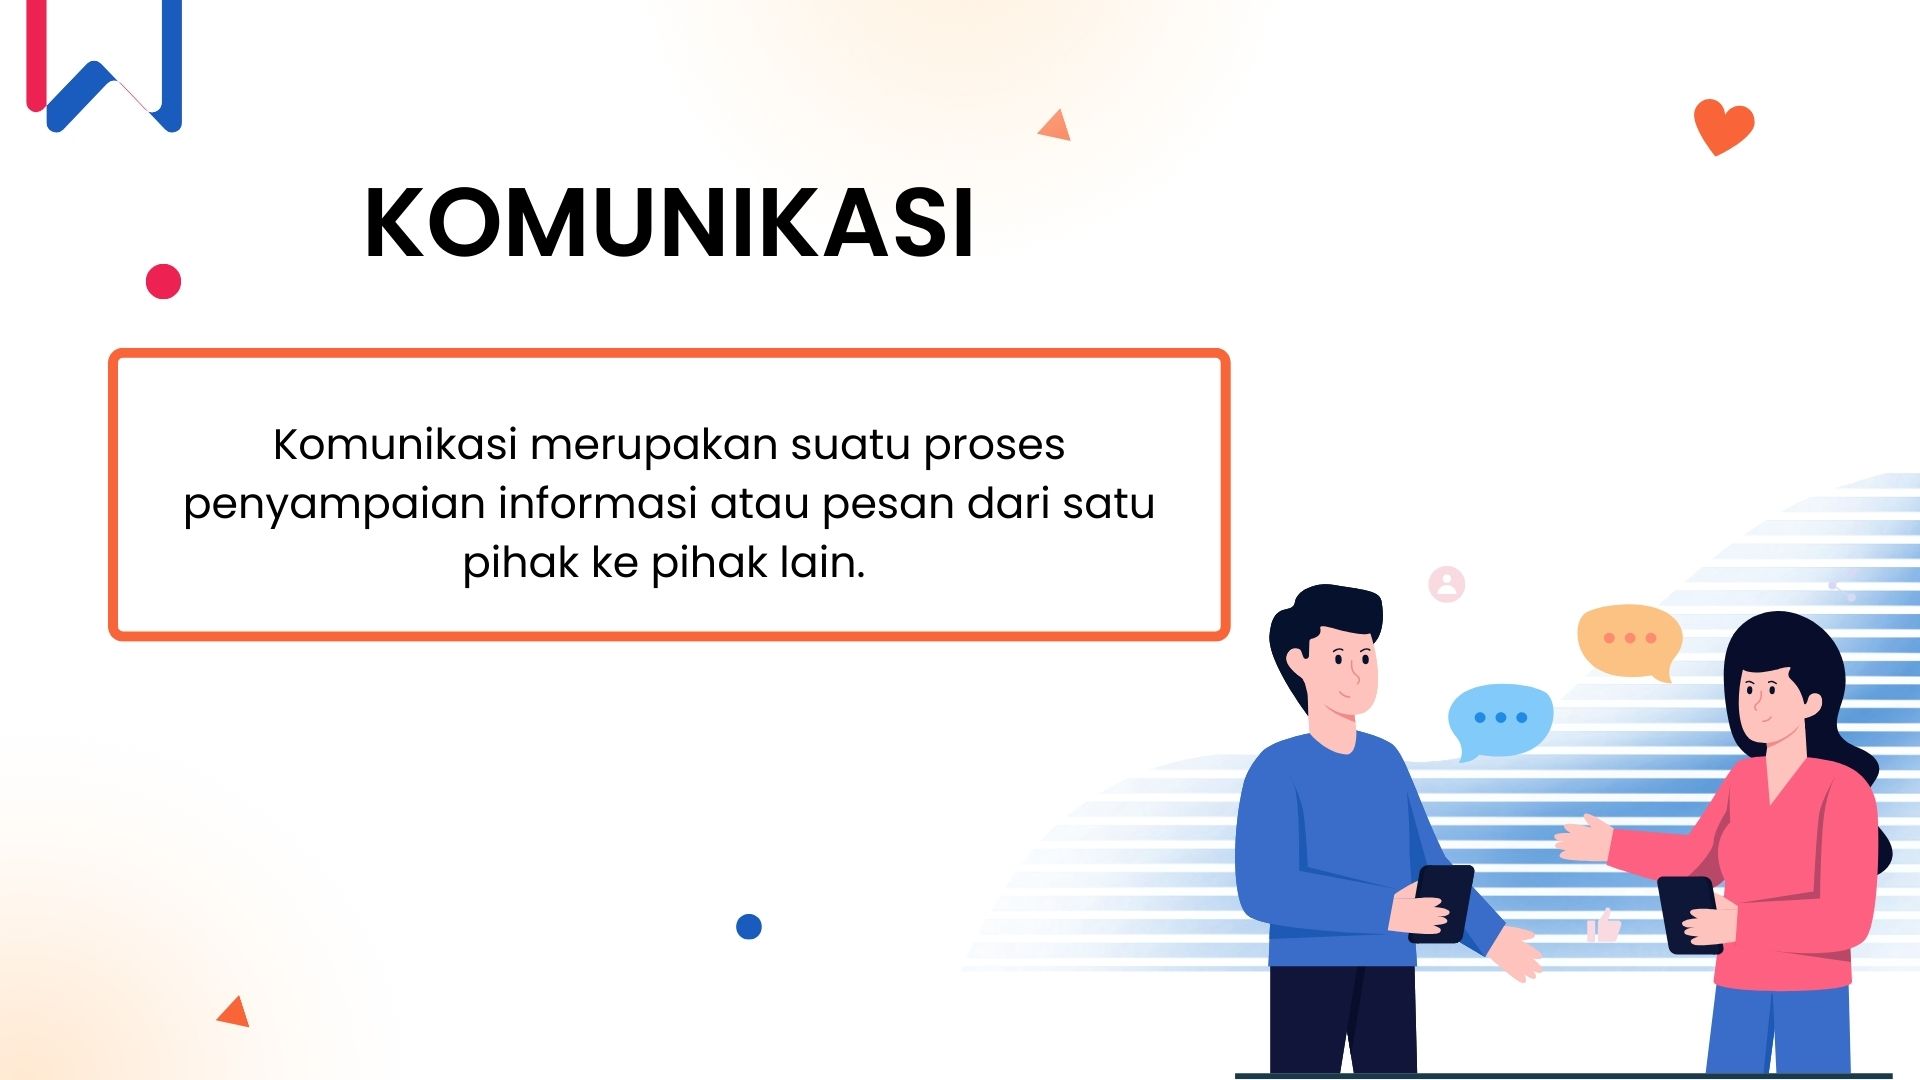 KOMUNIKASI
Komunikasi merupakan suatu proses
penyampaian informasi atau pesan dari satu
pihak ke pihak lain.